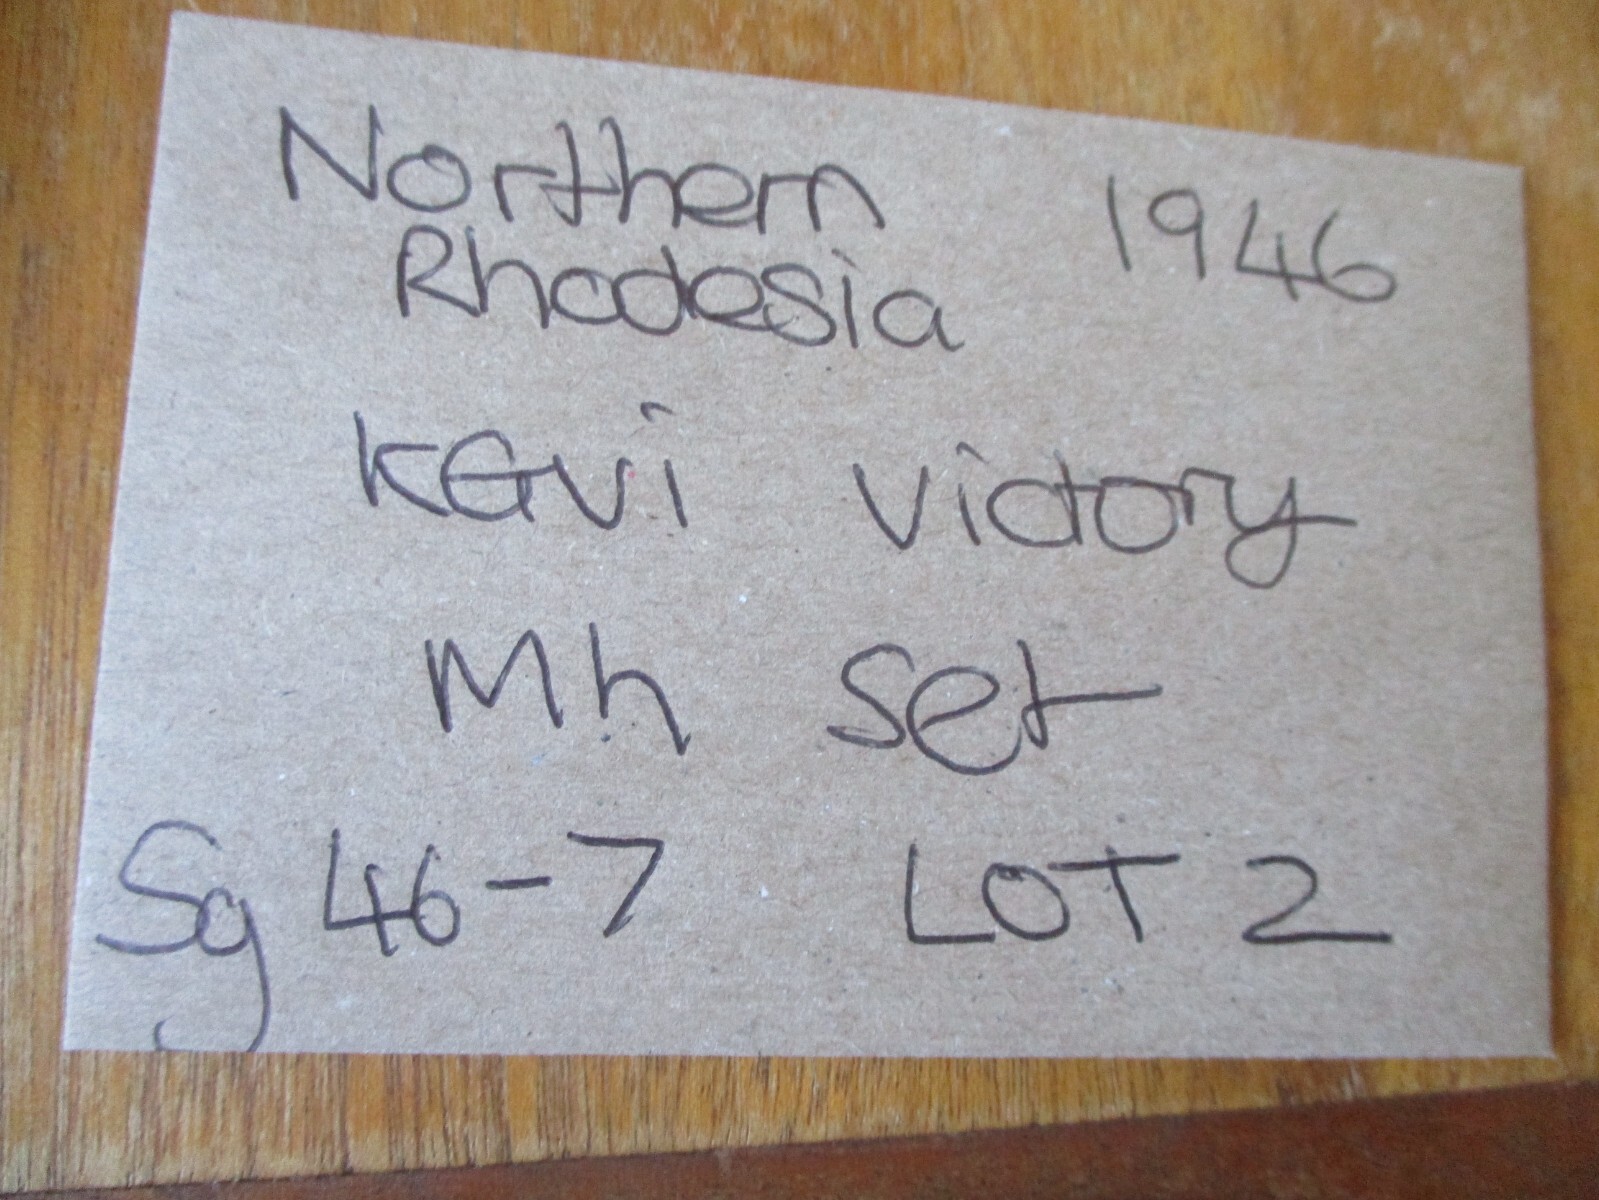 Northern 1946
Rhodesia
KGVi Victory
Mh Set
Sg 46-7 LOT 2